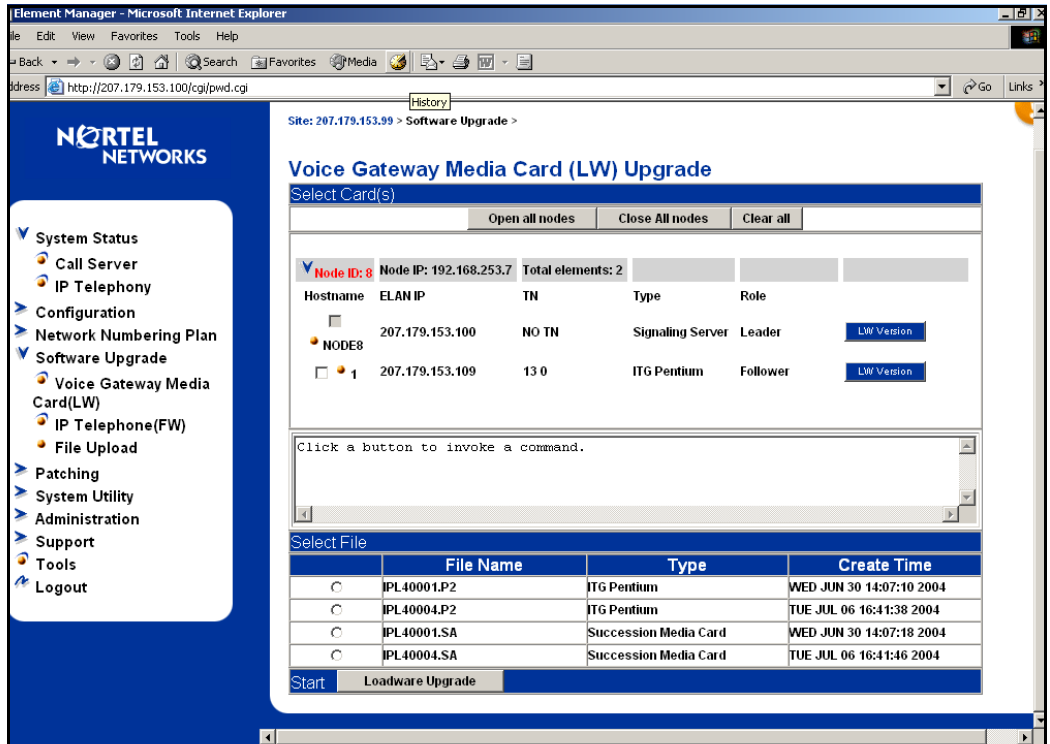 Element Manager - Microsoft Internet Explorer
ile Edit View Favorites Tools Help
Back Search Favorites Media
ddress http://207.179.153.100/cgi/pwd.cgi Go Links
History
NORTEL
NETWORKS
System Status
Call Server
IP Telephony
Configuration
Network Numbering Plan
Software Upgrade
Voice Gateway Media
Card(LW)
IP Telephone(FW)
File Upload
Patching
System Utility
Administration
Support
Tools
Logout
Site: 207.179.153.99 > Software Upgrade >
Voice Gateway Media Card (LW) Upgrade
Select Card(s)
Open all nodes Close All nodes Clear all
Node ID: 8 Node IP: 192.168.253.7 Total elements: 2
Hostname ELAN IP TN Type Role
NODE8 207.179.153.100 NO TN Signaling Server Leader LW Version
1 207.179.153.109 13 0 ITG Pentium Follower LW Version
Click a button to invoke a command.
Select File
File Name Type Create Time
IPL40001.P2 ITG Pentium WED JUN 30 14:07:10 2004
IPL40004.P2 ITG Pentium TUE JUL 06 16:41:38 2004
IPL40001.SA Succession Media Card WED JUN 30 14:07:18 2004
IPL40004.SA Succession Media Card TUE JUL 06 16:41:46 2004
Start Loadware Upgrade